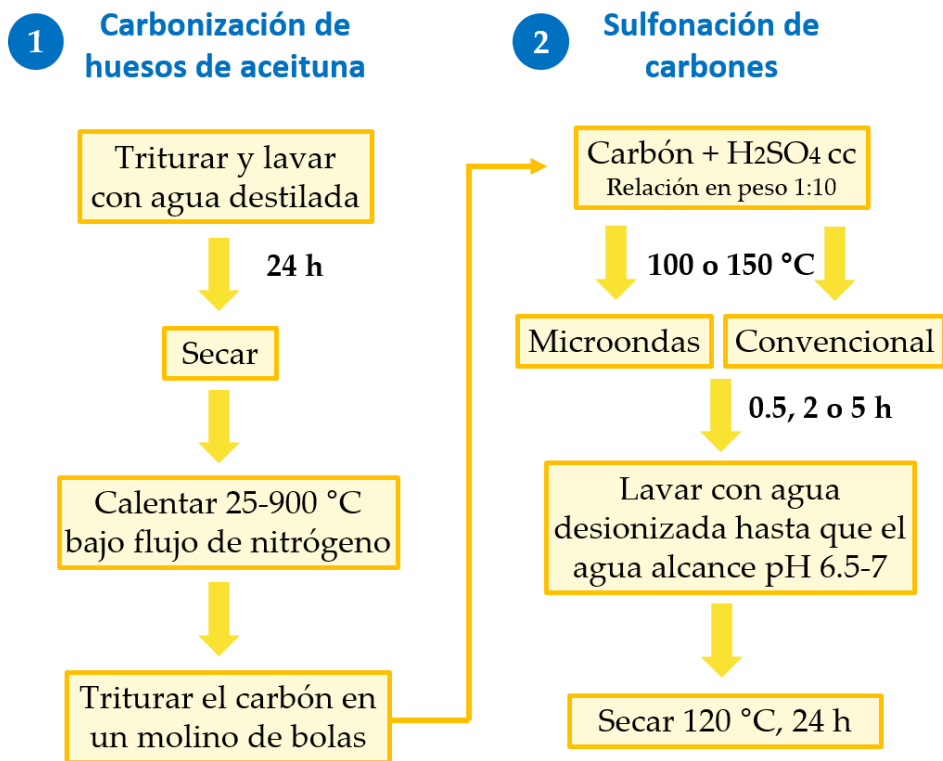 1
Carbonización de
huesos de aceituna
Triturar y lavar
con agua destilada
24 h
Secar
Calentar 25-900 °C
bajo flujo de nitrógeno
Triturar el carbón en
un molino de bolas
2
Sulfonación de
carbones
Carbón + H2SO4 cc
Relación en peso 1:10
100 o 150 °C
Microondas
Convencional
0.5, 2 o 5 h
Lavar con agua
desionizada hasta que el
agua alcance pH 6.5-7
Secar 120 °C, 24 h